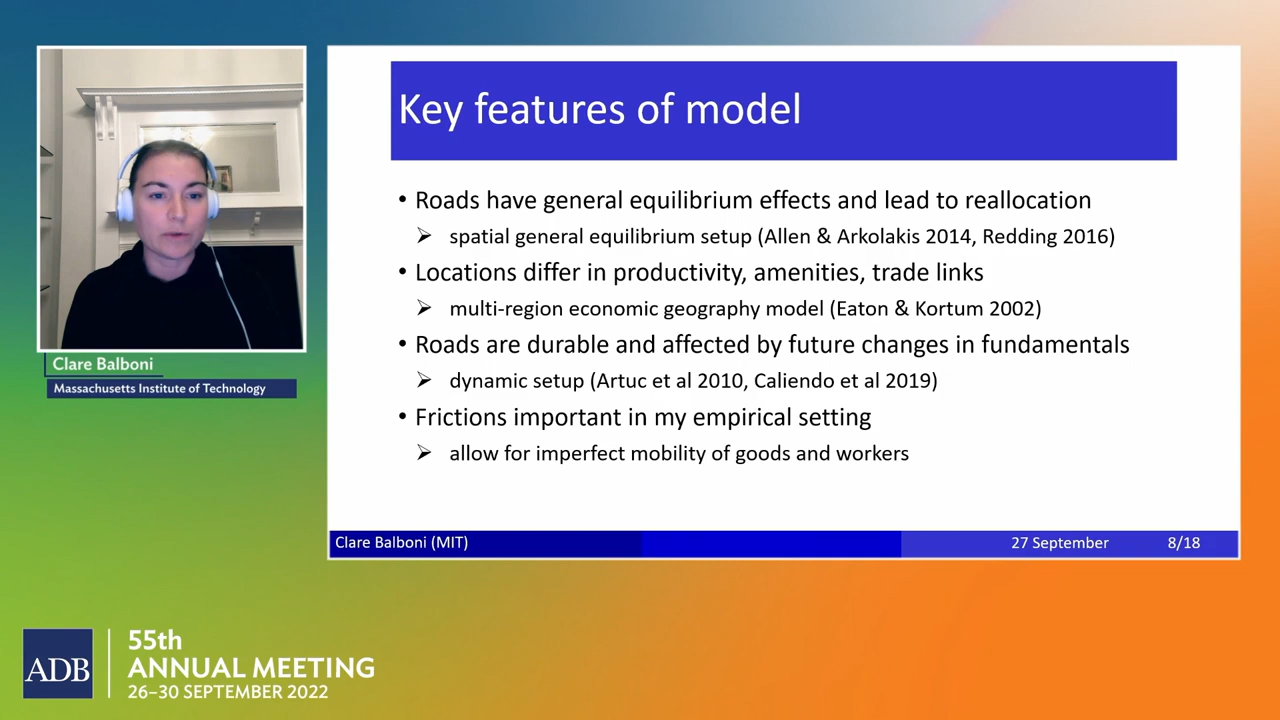 Key features of model
• Roads have general equilibrium effects and lead to reallocation
➢ spatial general equilibrium setup (Allen & Arkolakis 2014, Redding 2016)
• Locations differ in productivity, amenities, trade links
➢ multi-region economic geography model (Eaton & Kortum 2002)
• Roads are durable and affected by future changes in fundamentals
➢ dynamic setup (Artuc et al 2010, Caliendo et al 2019)
• Frictions important in my empirical setting
➢ allow for imperfect mobility of goods and workers
Clare Balboni (MIT) 27 September 8/18
Clare Balboni
Massachusetts Institute of Technology
ADB
55th
ANNUAL MEETING
26–30 SEPTEMBER 2022